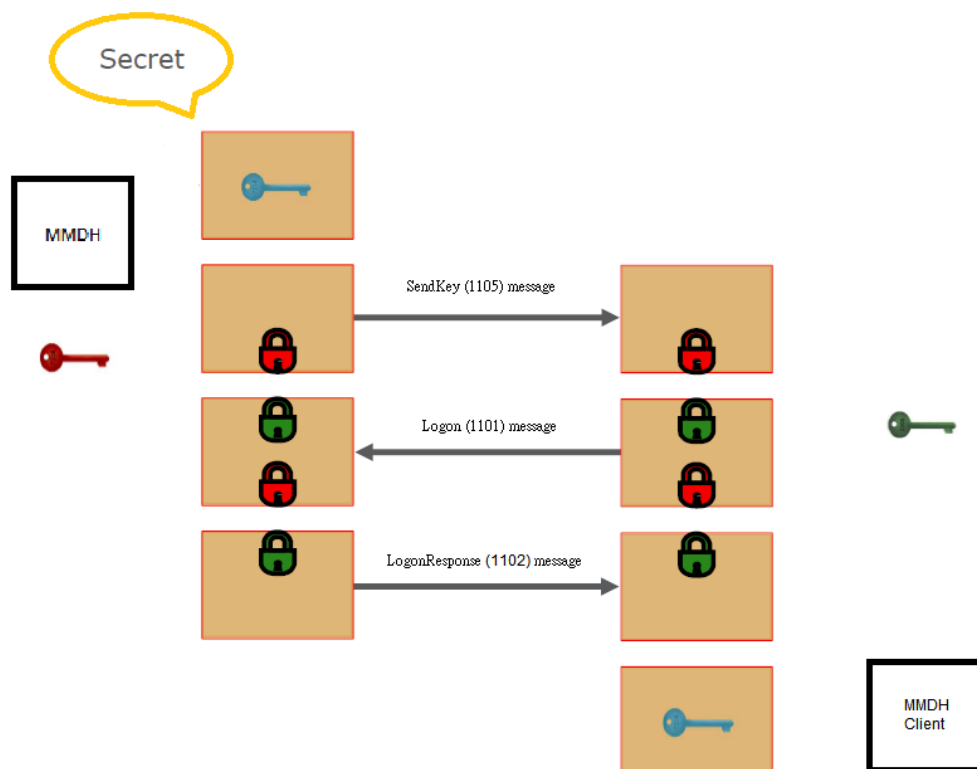 Secret
MMDH
SendKey (1105) message
Logon (1101) message
LogonResponse (1102) message
MMDH
Client